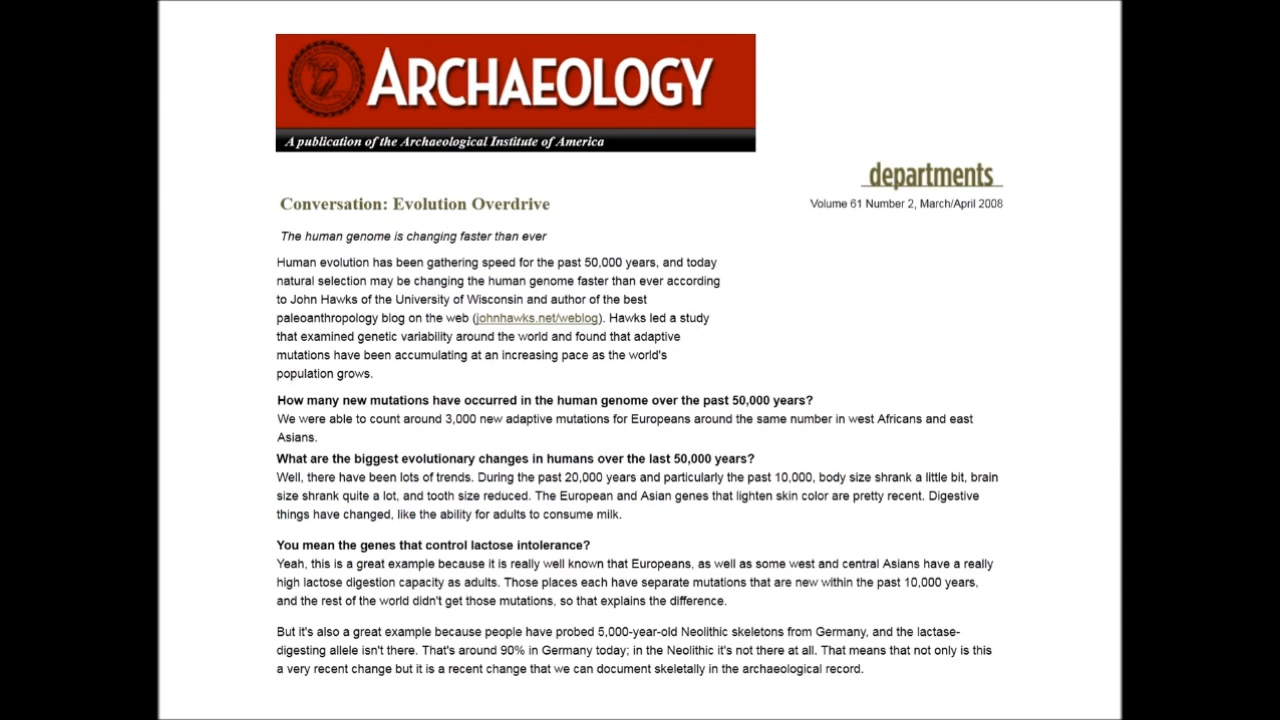 ARCHAEOLOGY
A publication of the Archaeological Institute of America
departments
Conversation: Evolution Overdrive
Volume 61 Number 2, March/April 2008
The human genome is changing faster than ever
Human evolution has been gathering speed for the past 50,000 years, and today
natural selection may be changing the human genome faster than ever according
to John Hawks of the University of Wisconsin and author of the best
paleoanthropology blog on the web (johnhawks.net/weblog). Hawks led a study
that examined genetic variability around the world and found that adaptive
mutations have been accumulating at an increasing pace as the world's
population grows.
How many new mutations have occurred in the human genome over the past 50,000 years?
We were able to count around 3,000 new adaptive mutations for Europeans around the same number in west Africans and east
Asians.
What are the biggest evolutionary changes in humans over the last 50,000 years?
Well, there have been lots of trends. During the past 20,000 years and particularly the past 10,000, body size shrank a little bit, brain
size shrank quite a lot, and tooth size reduced. The European and Asian genes that lighten skin color are pretty recent. Digestive
things have changed, like the ability for adults to consume milk.
You mean the genes that control lactose intolerance?
Yeah, this is a great example because it is really well known that Europeans, as well as some west and central Asians have a really
high lactose digestion capacity as adults. Those places each have separate mutations that are new within the past 10,000 years,
and the rest of the world didn't get those mutations, so that explains the difference.
But it's also a great example because people have probed 5,000-year-old Neolithic skeletons from Germany, and the lactase-
digesting allele isn't there. That's around 90% in Germany today; in the Neolithic it's not there at all. That means that not only is this
a very recent change but it is a recent change that we can document skeletally in the archaeological record.